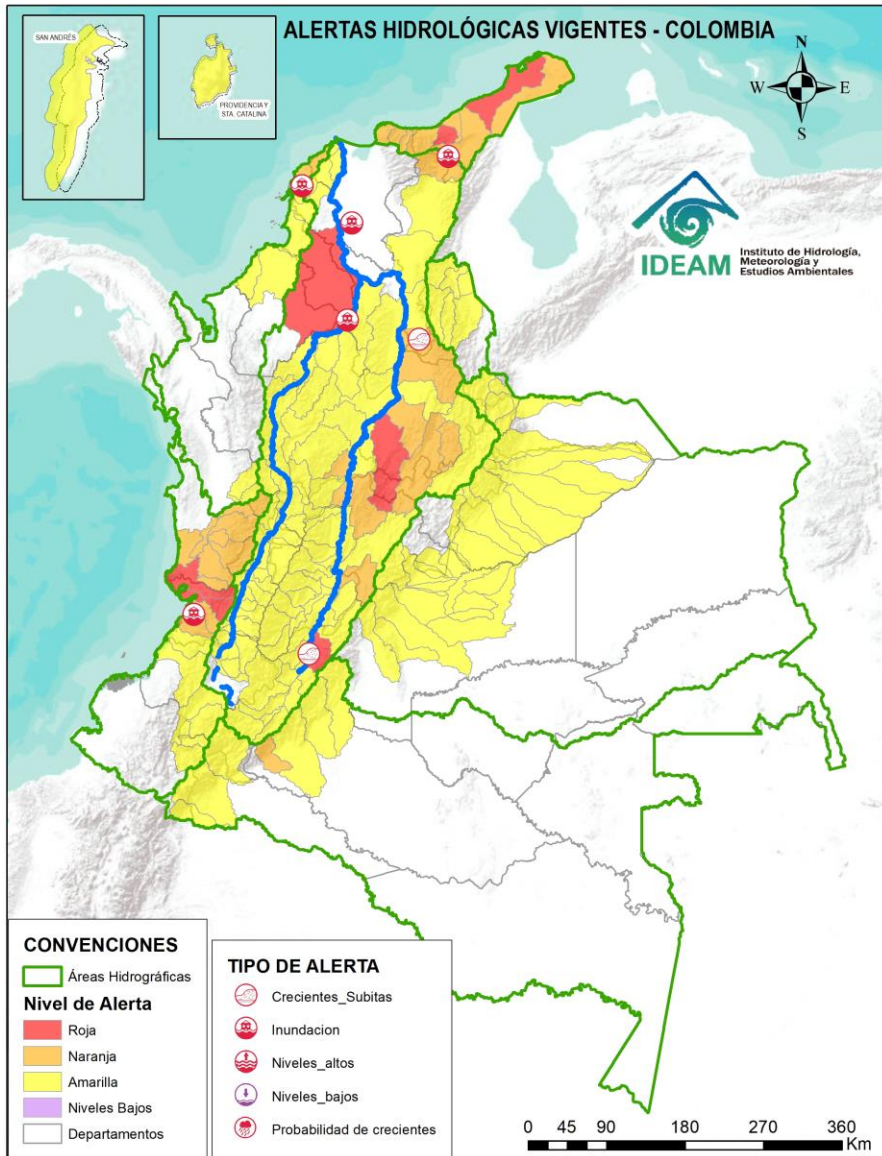 ALERTAS HIDROLÓGICAS VIGENTES - COLOMBIA
SAN ANDRÉS
PROVIDENCIA Y
STA. CATALINA
N
W
E
S
IDEAM
Instituto de Hidrología,
Meteorología y
Estudios Ambientales
CONVENCIONES
Áreas Hidrográficas
Nivel de Alerta
Roja
Naranja
Amarilla
Niveles Bajos
Departamentos
TIPO DE ALERTA
Crecientes_Subitas
Inundacion
Niveles_altos
Niveles_bajos
Probabilidad de crecientes
0 45 90 180 270 360
Km